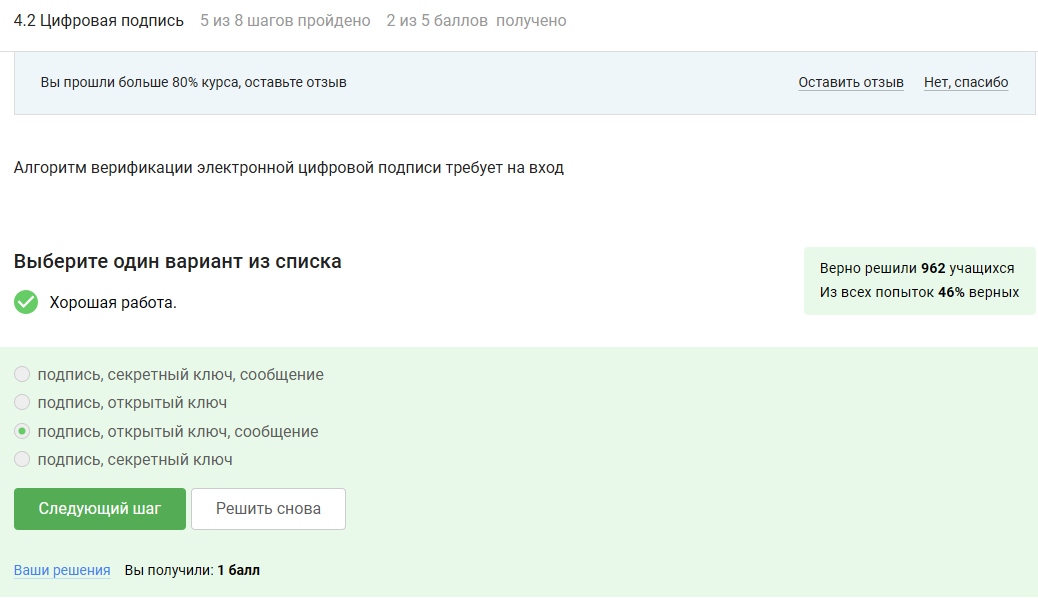 4.2 Цифровая подпись 5 из 8 шагов пройдено 2 из 5 баллов получено
Вы прошли больше 80% курса, оставьте отзыв Оставить отзыв Нет, спасибо
Алгоритм верификации электронной цифровой подписи требует на вход
Выберите один вариант из списка
Верно решили 962 учащихся
Из всех попыток 46% верных
Хорошая работа.
подпись, секретный ключ, сообщение
подпись, открытый ключ
подпись, открытый ключ, сообщение
подпись, секретный ключ
Следующий шаг Решить снова
Ваши решения Вы получили: 1 балл